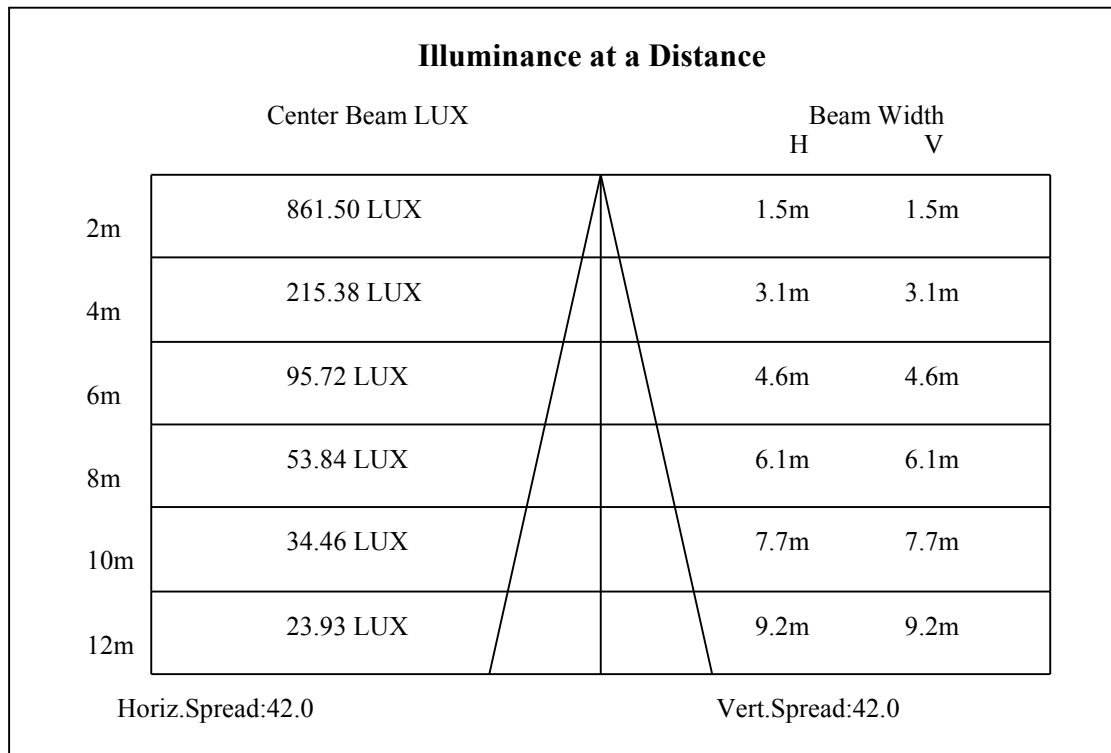 Illuminance at a Distance
Center Beam LUX Beam Width
H V
2m 861.50 LUX 1.5m 1.5m
4m 215.38 LUX 3.1m 3.1m
6m 95.72 LUX 4.6m 4.6m
8m 53.84 LUX 6.1m 6.1m
10m 34.46 LUX 7.7m 7.7m
12m 23.93 LUX 9.2m 9.2m
Horiz.Spread:42.0 Vert.Spread:42.0